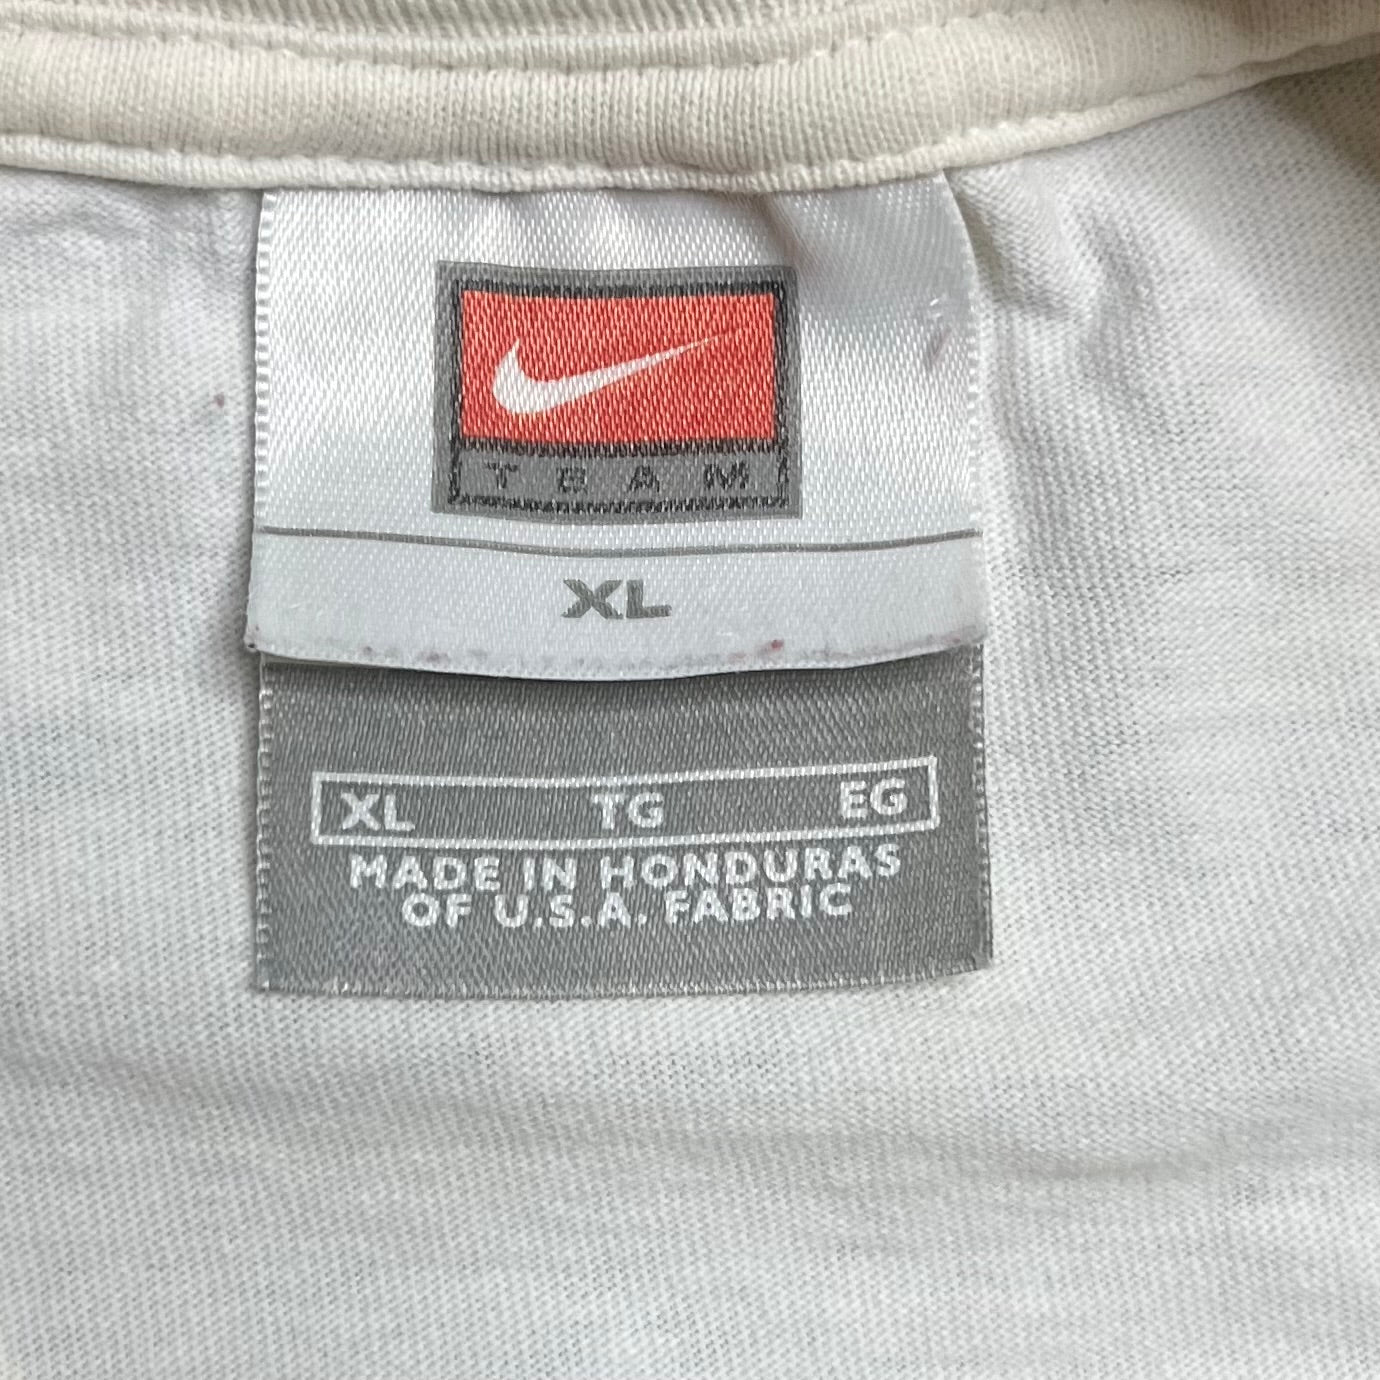 TEAM
XL
XL TG EG
MADE IN HONDURAS
OF U.S.A. FABRIC